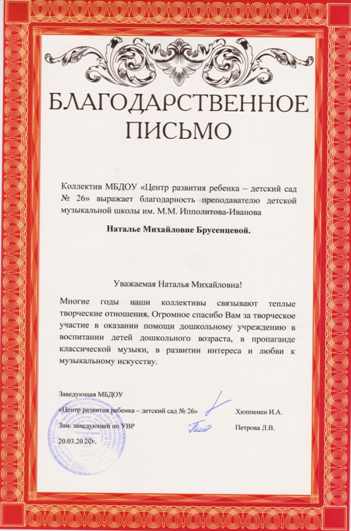 БЛАГОДАРСТВЕННОЕ
ПИСЬМО
Коллектив МБДОУ «Центр развития ребенка – детский сад
№ 26» выражает благодарность преподавателю детской
музыкальной школы им. М.М. Ипполитова-Иванова
Наталье Михайловне Брусенцевой.
Уважаемая Наталья Михайловна!
Многие годы наши коллективы связывают теплые
творческие отношения. Огромное спасибо Вам за творческое
участие в оказании помощи дошкольному учреждению в
воспитании детей дошкольного возраста, в пропаганде
классической музыки, в развитии интереса и любви к
музыкальному искусству.
Заведующая МБДОУ
«Центр развития ребенка – детский сад № 26» Хюппенен И.А.
Зам. заведующей по УВР Петрова Л.В.
20.03.2020г.